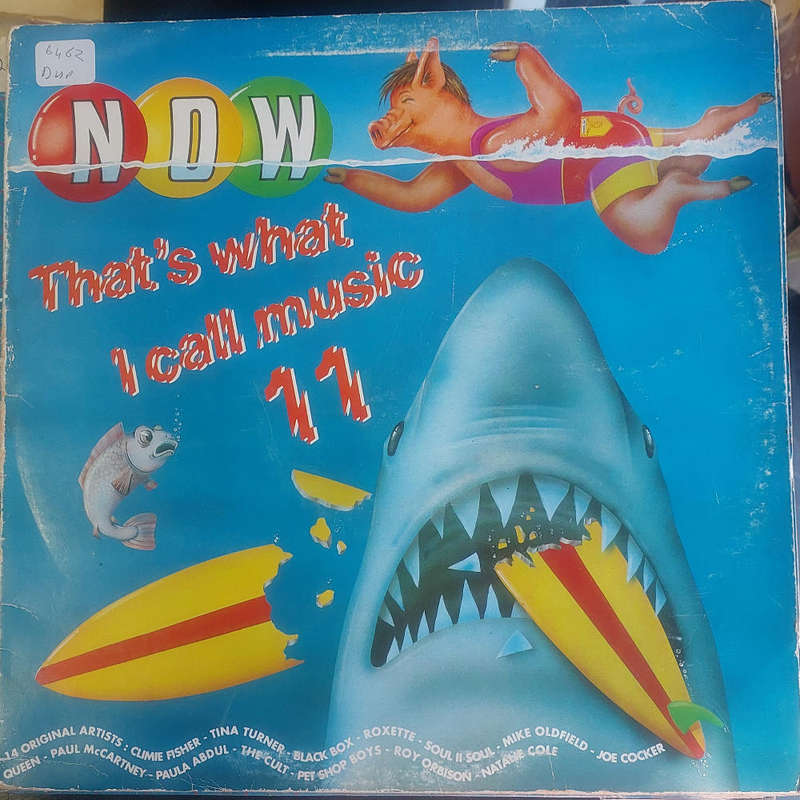 6462
Dup
NOW
That's what
I call music
11
14 ORIGINAL ARTISTS: CLIMIE FISHER - TINA TURNER - BLACK BOX - ROXETTE - SOUL II SOUL - MIKE OLDFIELD - JOE COCKER
QUEEN - PAUL McCARTNEY - PAULA ABDUL - THE CULT - PET SHOP BOYS - ROY ORBISON - NATALIE COLE